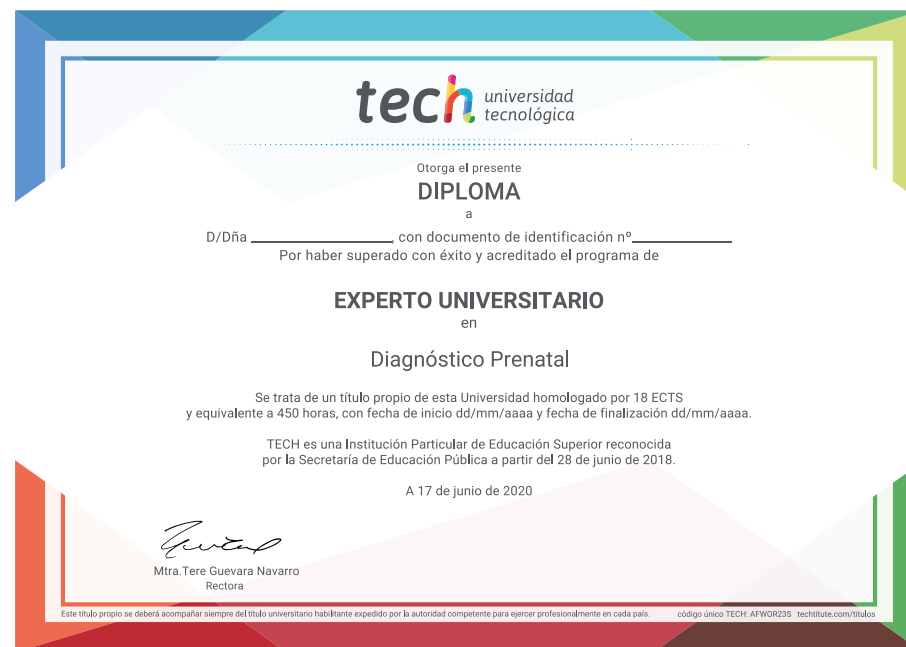 tech universidad
tecnológica
Otorga el presente
DIPLOMA
a
D/Dña ____________________, con documento de identificación nº______________
Por haber superado con éxito y acreditado el programa de
EXPERTO UNIVERSITARIO
en
Diagnóstico Prenatal
Se trata de un título propio de esta Universidad homologado por 18 ECTS
y equivalente a 450 horas, con fecha de inicio dd/mm/aaaa y fecha de finalización dd/mm/aaaa.
TECH es una Institución Particular de Educación Superior reconocida
por la Secretaría de Educación Pública a partir del 28 de junio de 2018.
A 17 de junio de 2020
Mtra.Tere Guevara Navarro
Rectora
Este título propio se deberá acompañar siempre del título universitario habilitante expedido por la autoridad competente para ejercer profesionalmente en cada país. código único TECH: AFWOR23S techtitute.com/titulos